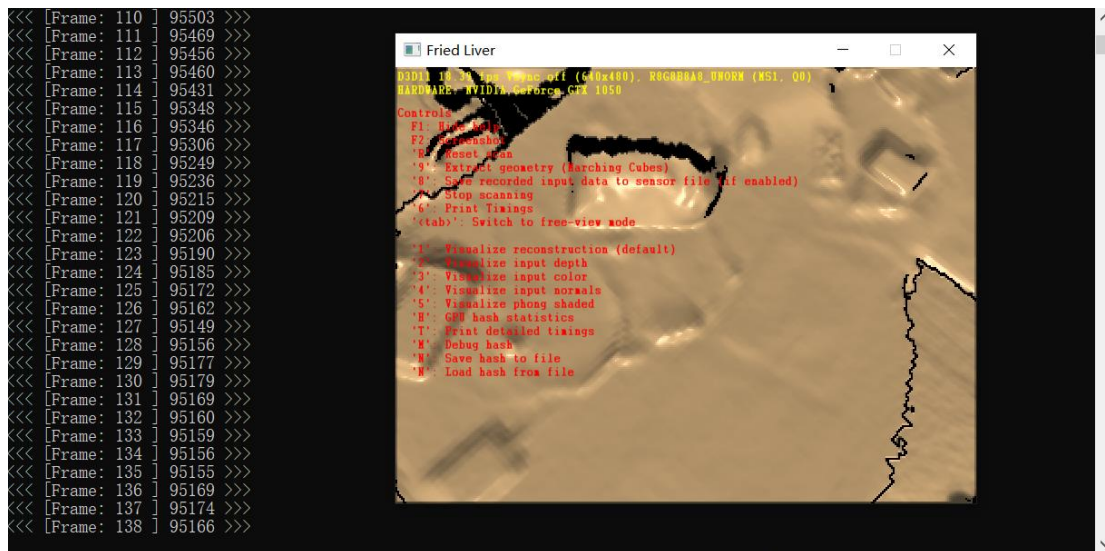 <<< [Frame: 110 ] 95503 >>>
<<< [Frame: 111 ] 95469 >>>
<<< [Frame: 112 ] 95456 >>>
<<< [Frame: 113 ] 95460 >>>
<<< [Frame: 114 ] 95431 >>>
<<< [Frame: 115 ] 95348 >>>
<<< [Frame: 116 ] 95346 >>>
<<< [Frame: 117 ] 95306 >>>
<<< [Frame: 118 ] 95249 >>>
<<< [Frame: 119 ] 95236 >>>
<<< [Frame: 120 ] 95215 >>>
<<< [Frame: 121 ] 95209 >>>
<<< [Frame: 122 ] 95206 >>>
<<< [Frame: 123 ] 95190 >>>
<<< [Frame: 124 ] 95185 >>>
<<< [Frame: 125 ] 95172 >>>
<<< [Frame: 126 ] 95162 >>>
<<< [Frame: 127 ] 95149 >>>
<<< [Frame: 128 ] 95156 >>>
<<< [Frame: 129 ] 95177 >>>
<<< [Frame: 130 ] 95179 >>>
<<< [Frame: 131 ] 95169 >>>
<<< [Frame: 132 ] 95160 >>>
<<< [Frame: 133 ] 95159 >>>
<<< [Frame: 134 ] 95156 >>>
<<< [Frame: 135 ] 95155 >>>
<<< [Frame: 136 ] 95169 >>>
<<< [Frame: 137 ] 95174 >>>
<<< [Frame: 138 ] 95166 >>>
Fried Liver
D3D11 18.39 fps Vsync off (640x480), R8G8B8A8_UNORM (MS1, Q0)
HARDWARE: NVIDIA GeForce GTX 1050
Controls
F1: Hide help
F2: Screenshot
'R': Reset scan
'9': Extract geometry (Marching Cubes)
'8': Save recorded input data to sensor file (if enabled)
Stop scanning
'6': Print Timings
'<tab>': Switch to free-view mode
'1': Visualize reconstruction (default)
'2': Visualize input depth
'3': Visualize input color
'4': Visualize input normals
'5': Visualize phong shaded
'H': GPU hash statistics
'T': Print detailed timings
'M': Debug hash
'N': Save hash to file
'N': Load hash from file